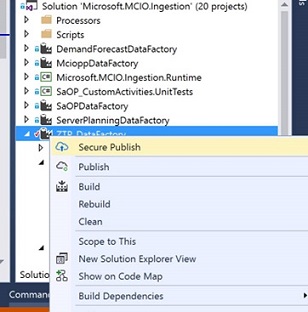 Solution 'Microsoft.MCIO.Ingestion' (20 projects)
Processors
Scripts
DemandForecastDataFactory
McioppDataFactory
Microsoft.MCIO.Ingestion.Runtime
SaOP_CustomActivities.UnitTests
SaOPDataFactory
ServerPlanningDataFactory
ZTP_DataFactory
Secure Publish
Publish
Build
Rebuild
Clean
Scope to This
New Solution Explorer View
Show on Code Map
Build Dependencies
Solution
Comman